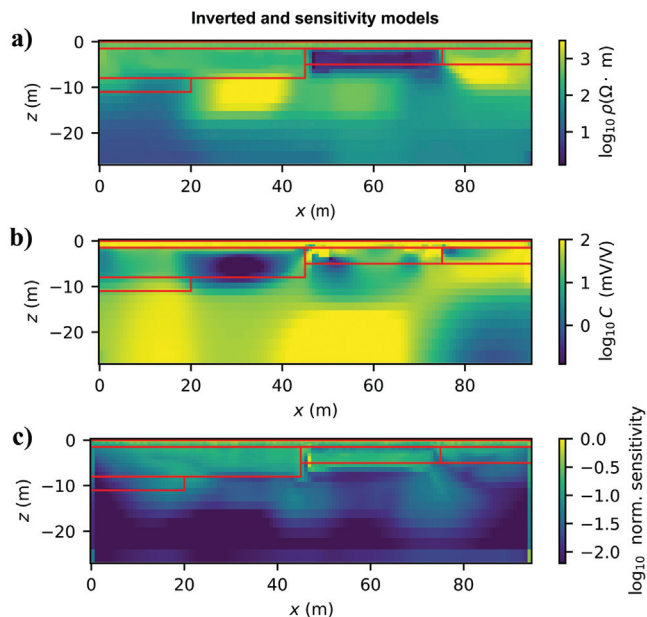 Inverted and sensitivity models
a)
0
−10
−20
z (m)
0 20 40 60 80
x (m)
3
2
1
log₁₀ ρ(Ω · m)
b)
0
−10
−20
z (m)
0 20 40 60 80
x (m)
2
1
0
log₁₀ C (mV/V)
c)
0
−10
−20
z (m)
0 20 40 60 80
x (m)
0.0
−0.5
−1.0
−1.5
−2.0
log₁₀ norm. sensitivity